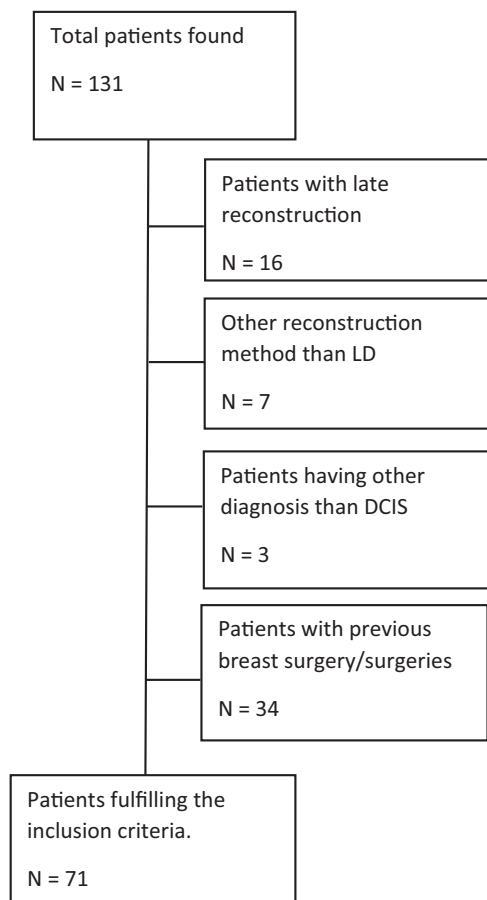 Total patients found
N = 131
Patients with late
reconstruction
N = 16
Other reconstruction
method than LD
N = 7
Patients having other
diagnosis than DCIS
N = 3
Patients with previous
breast surgery/surgeries
N = 34
Patients fulfilling the
inclusion criteria.
N = 71